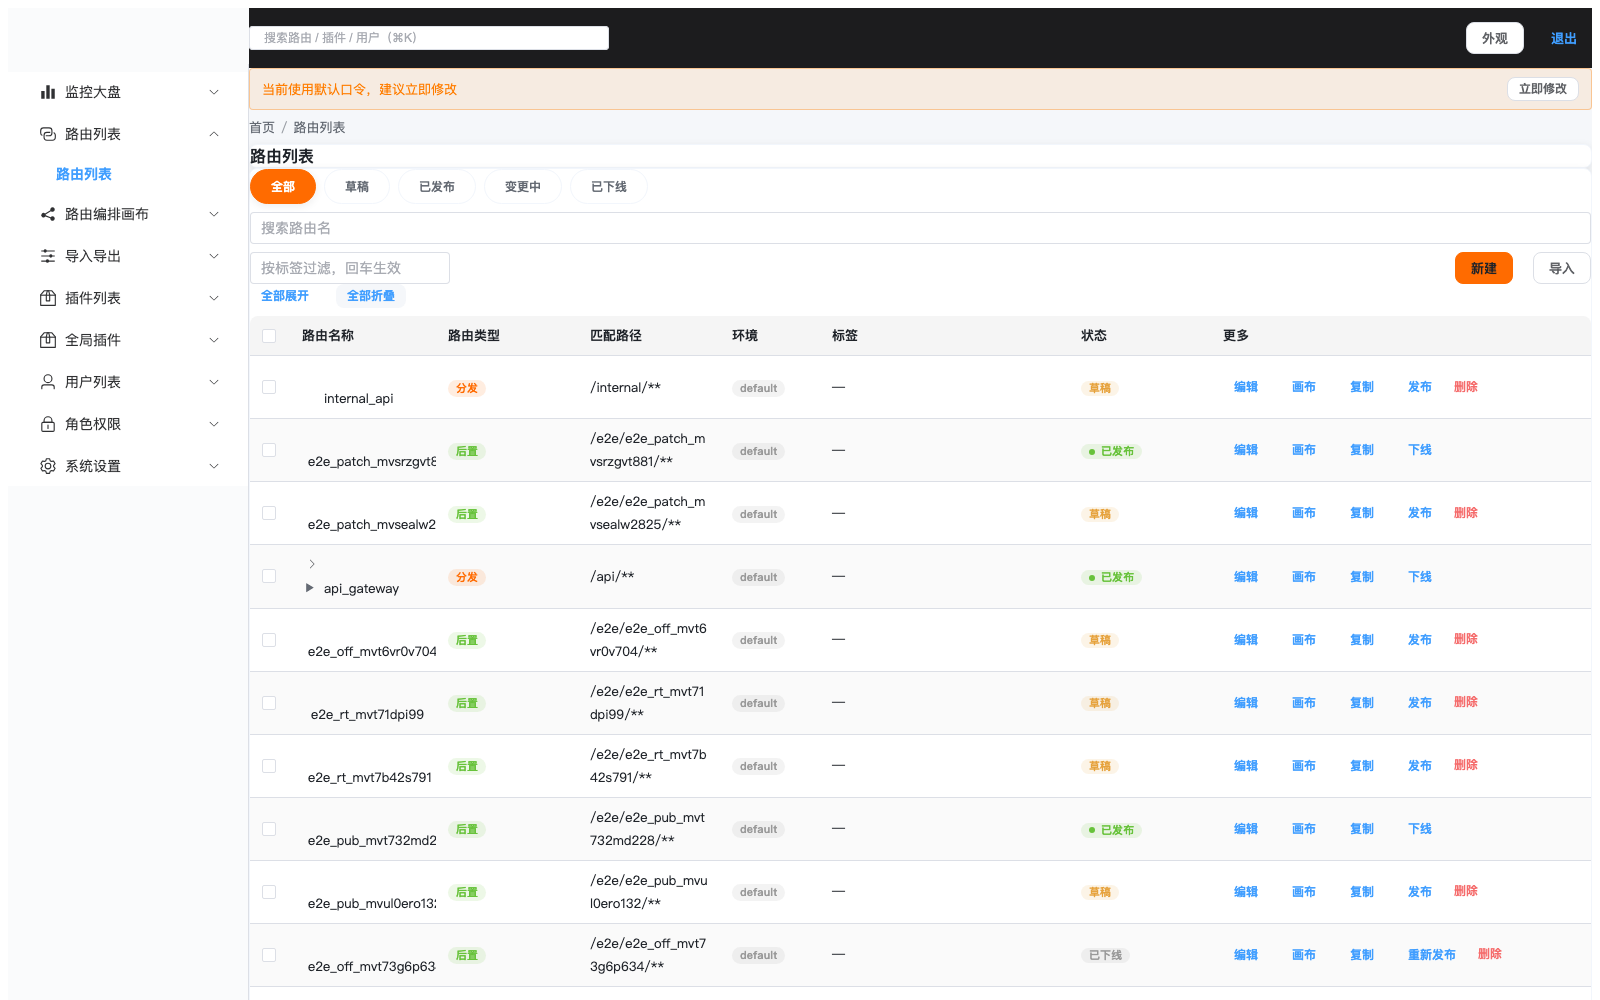 搜索路由 / 插件 / 用户（⌘K）
外观
退出
当前使用默认口令，建议立即修改
立即修改
监控大盘
路由列表
路由列表
路由编排画布
导入导出
插件列表
全局插件
用户列表
角色权限
系统设置
首页 / 路由列表
路由列表
全部 草稿 已发布 变更中 已下线
搜索路由名
按标签过滤，回车生效
新建 导入
全部展开 全部折叠
路由名称 路由类型 匹配路径 环境 标签 状态 更多
internal_api 分发 /internal/** default — 草稿 编辑 画布 复制 发布 删除
e2e_patch_mvsrzgvt8 后置 /e2e/e2e_patch_m
vsrzgvt881/** default — 已发布 编辑 画布 复制 下线
e2e_patch_mvsealw2 后置 /e2e/e2e_patch_m
vsealw2825/** default — 草稿 编辑 画布 复制 发布 删除
api_gateway 分发 /api/** default — 已发布 编辑 画布 复制 下线
e2e_off_mvt6vr0v704 后置 /e2e/e2e_off_mvt6
vr0v704/** default — 草稿 编辑 画布 复制 发布 删除
e2e_rt_mvt71dpi99 后置 /e2e/e2e_rt_mvt71
dpi99/** default — 草稿 编辑 画布 复制 发布 删除
e2e_rt_mvt7b42s791 后置 /e2e/e2e_rt_mvt7b
42s791/** default — 草稿 编辑 画布 复制 发布 删除
e2e_pub_mvt732md2 后置 /e2e/e2e_pub_mvt
732md228/** default — 已发布 编辑 画布 复制 下线
e2e_pub_mvul0ero13 后置 /e2e/e2e_pub_mvu
l0ero132/** default — 草稿 编辑 画布 复制 发布 删除
e2e_off_mvt73g6p63 后置 /e2e/e2e_off_mvt7
3g6p634/** default — 已下线 编辑 画布 复制 重新发布 删除